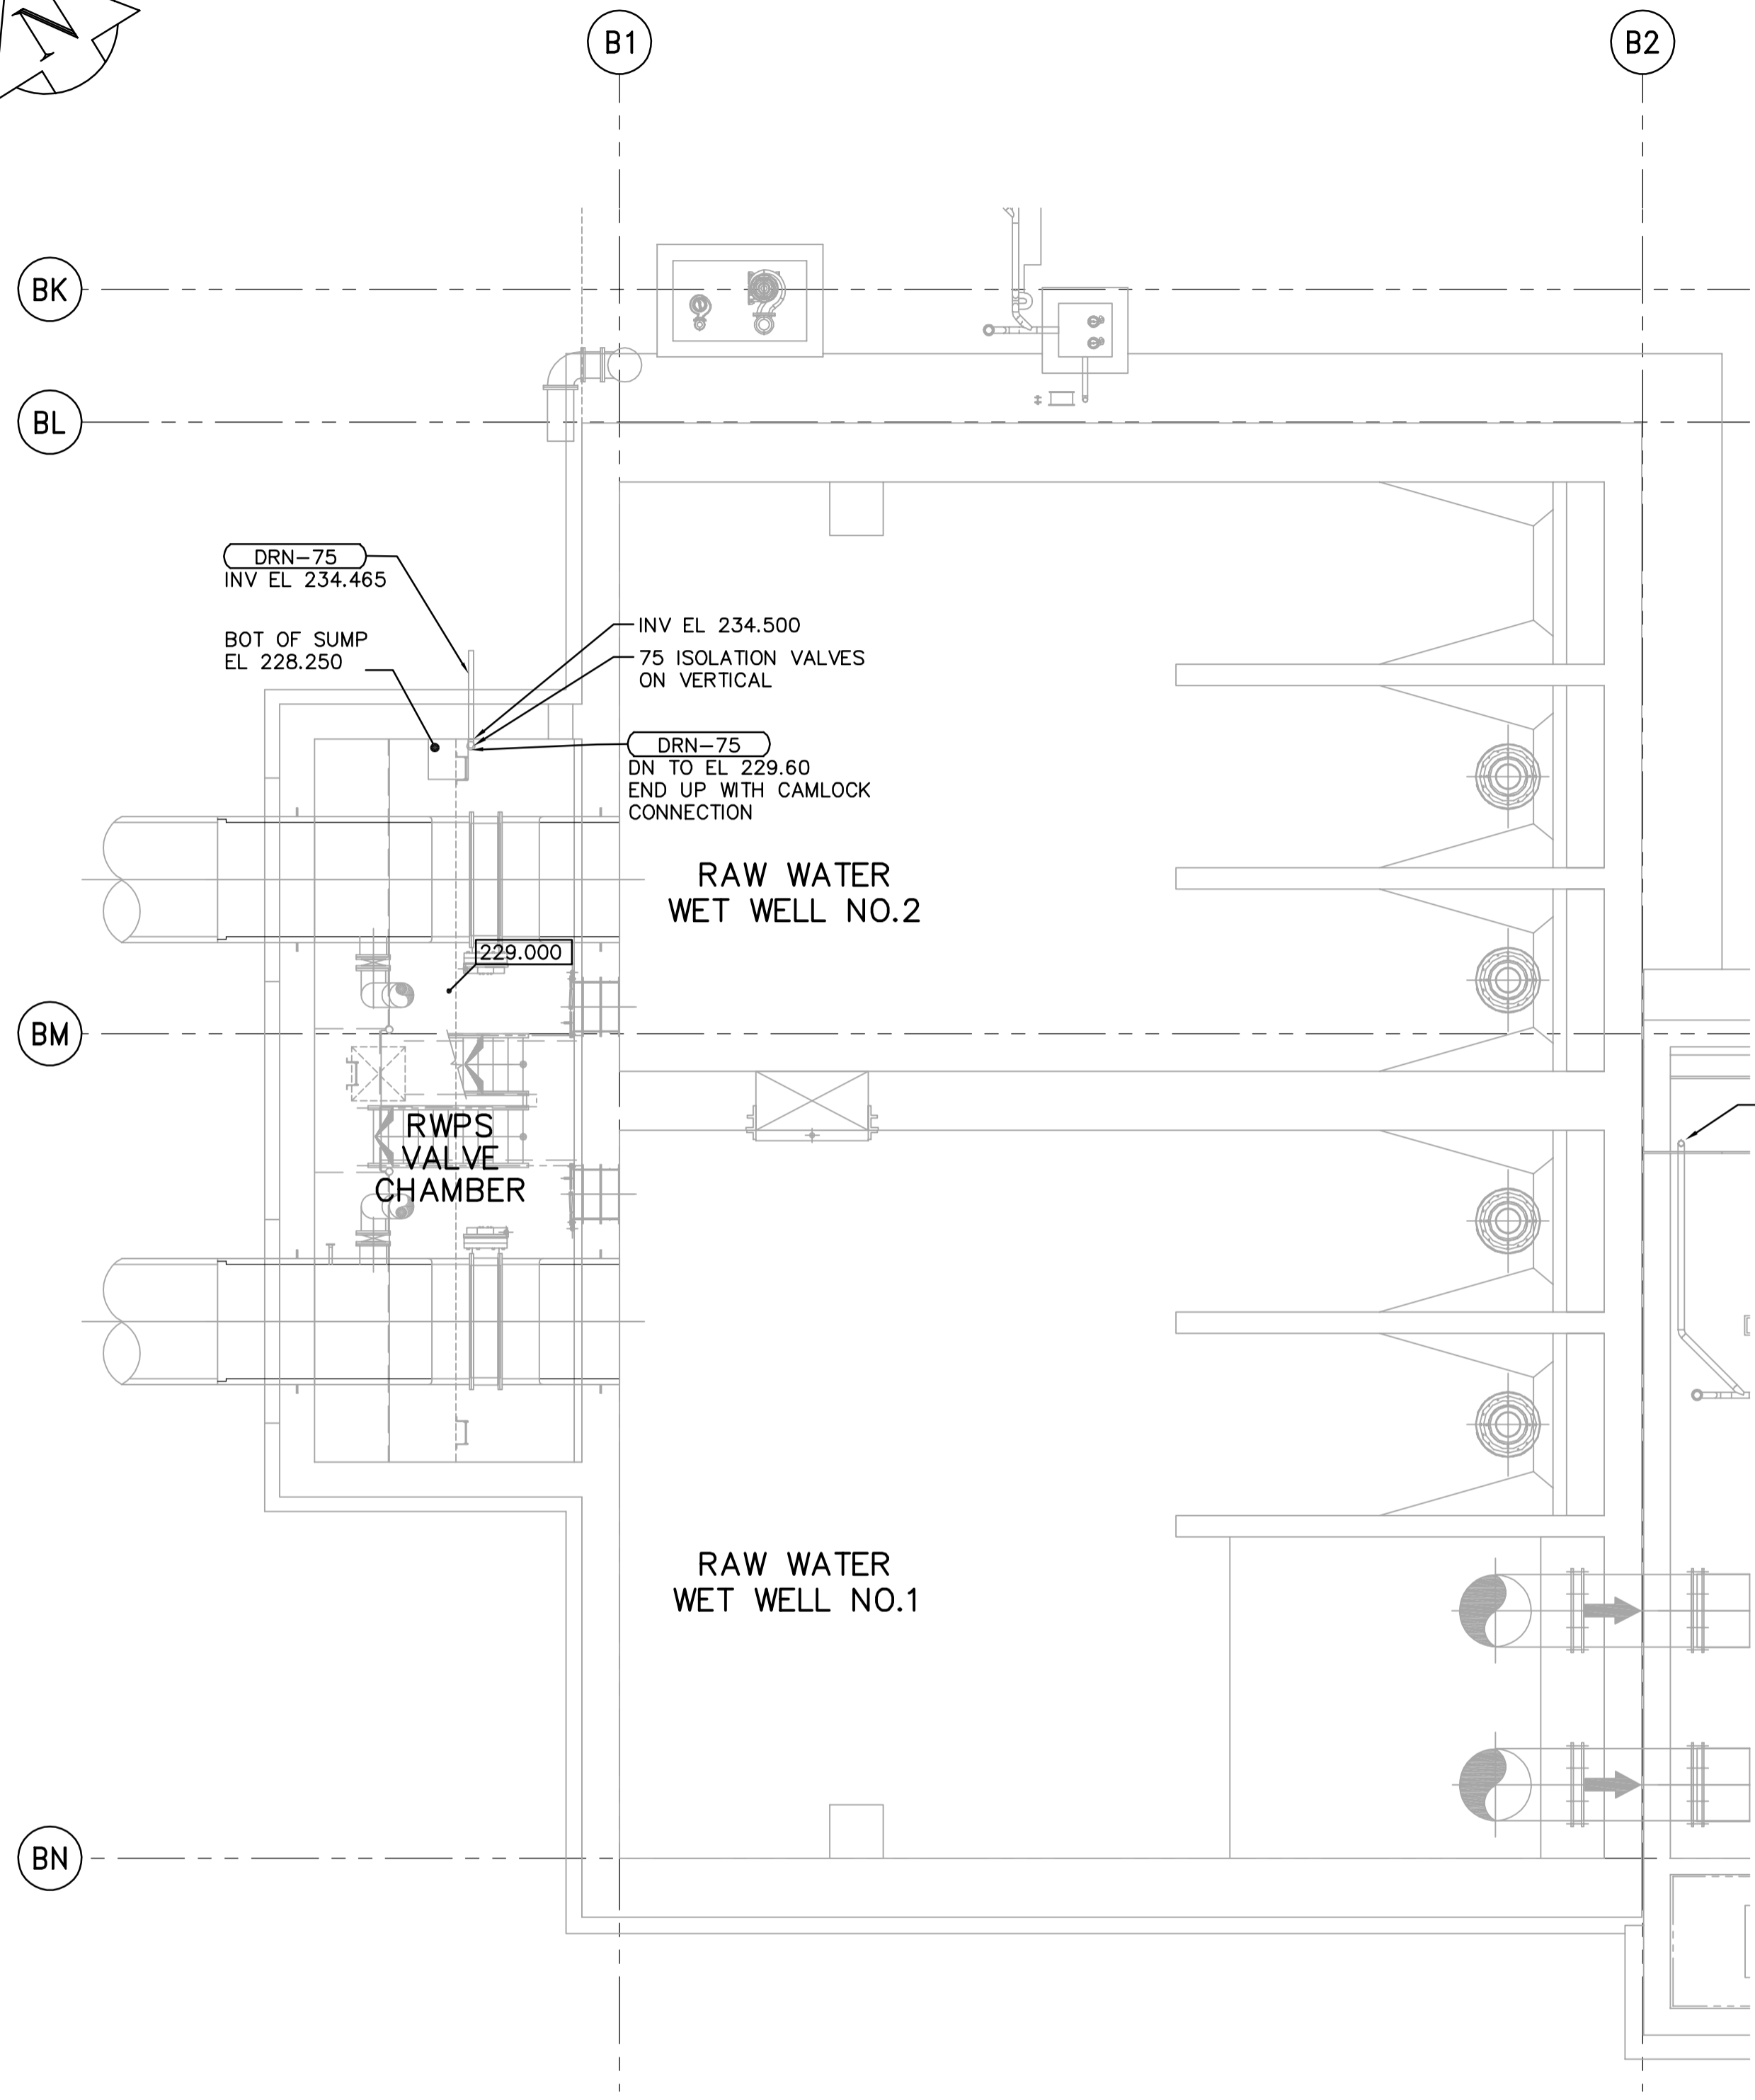 N
B1
B2
BK
BL
DRN-75
INV EL 234.465
BOT OF SUMP
EL 228.250
INV EL 234.500
75 ISOLATION VALVES
ON VERTICAL
DRN-75
DN TO EL 229.60
END UP WITH CAMLOCK
CONNECTION
RAW WATER
WET WELL NO.2
229.000
BM
RWPS
VALVE
CHAMBER
RAW WATER
WET WELL NO.1
BN